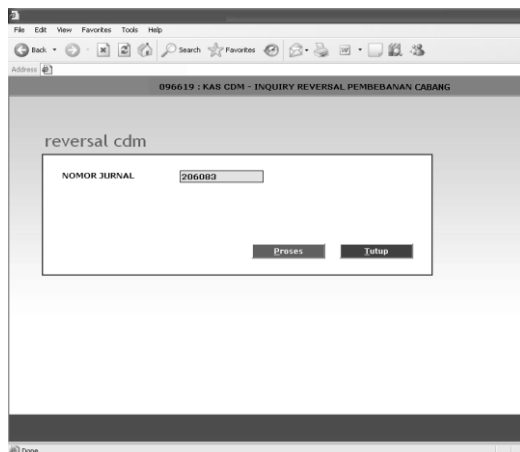 File Edit View Favorites Tools Help
Back Search Favorites
Address
096619 : KAS CDM - INQUIRY REVERSAL PEMBEBANAN CABANG
reversal cdm
NOMOR JURNAL 206083
Proses Tutup
Done